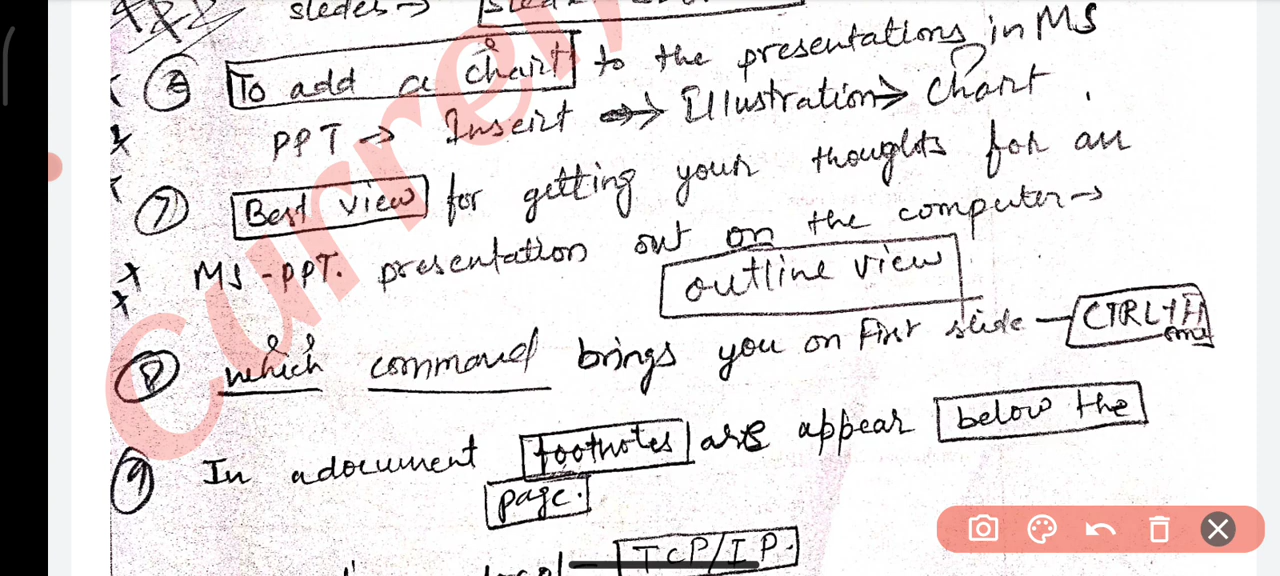 slides →
To add a chart to the presentations in MS
PPT → Insert → Illustration → Chart
7 Best view for getting your thoughts for an
MS-PPT. presentation out on the computer →
outline view
8 which command brings you on First slide — CTRL+H
9 In a document footnotes are appear below the
page.
TCP/IP.
Curren